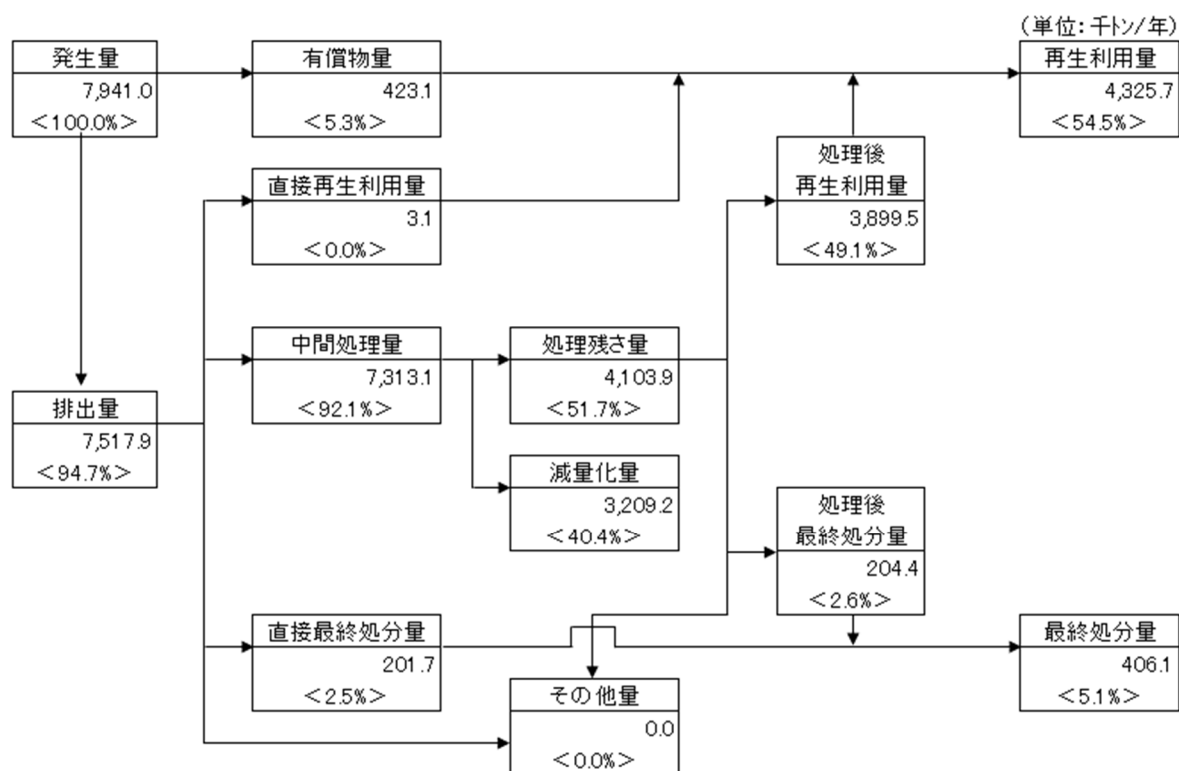 (単位:千トン/年)
発生量
7,941.0
＜100.0%＞
有償物量
423.1
＜5.3%＞
再生利用量
4,325.7
＜54.5%＞
処理後
再生利用量
3,899.5
＜49.1%＞
直接再生利用量
3.1
＜0.0%＞
中間処理量
7,313.1
＜92.1%＞
処理残さ量
4,103.9
＜51.7%＞
排出量
7,517.9
＜94.7%＞
減量化量
3,209.2
＜40.4%＞
処理後
最終処分量
204.4
＜2.6%＞
直接最終処分量
201.7
＜2.5%＞
最終処分量
406.1
＜5.1%＞
その他量
0.0
＜0.0%＞